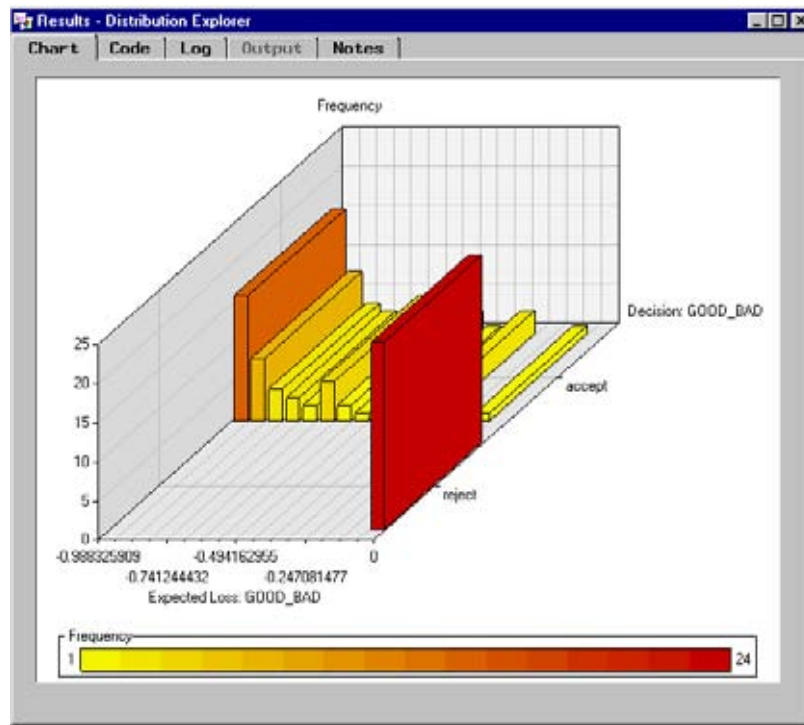 Results - Distribution Explorer
Chart Code Log Output Notes
Frequency
Decision: GOOD_BAD
25
20
15
10
5
0
accept
reject
-0.988325909 -0.494162955 0
-0.741244432 -0.247081477
Expected Loss: GOOD_BAD
Frequency
1 24